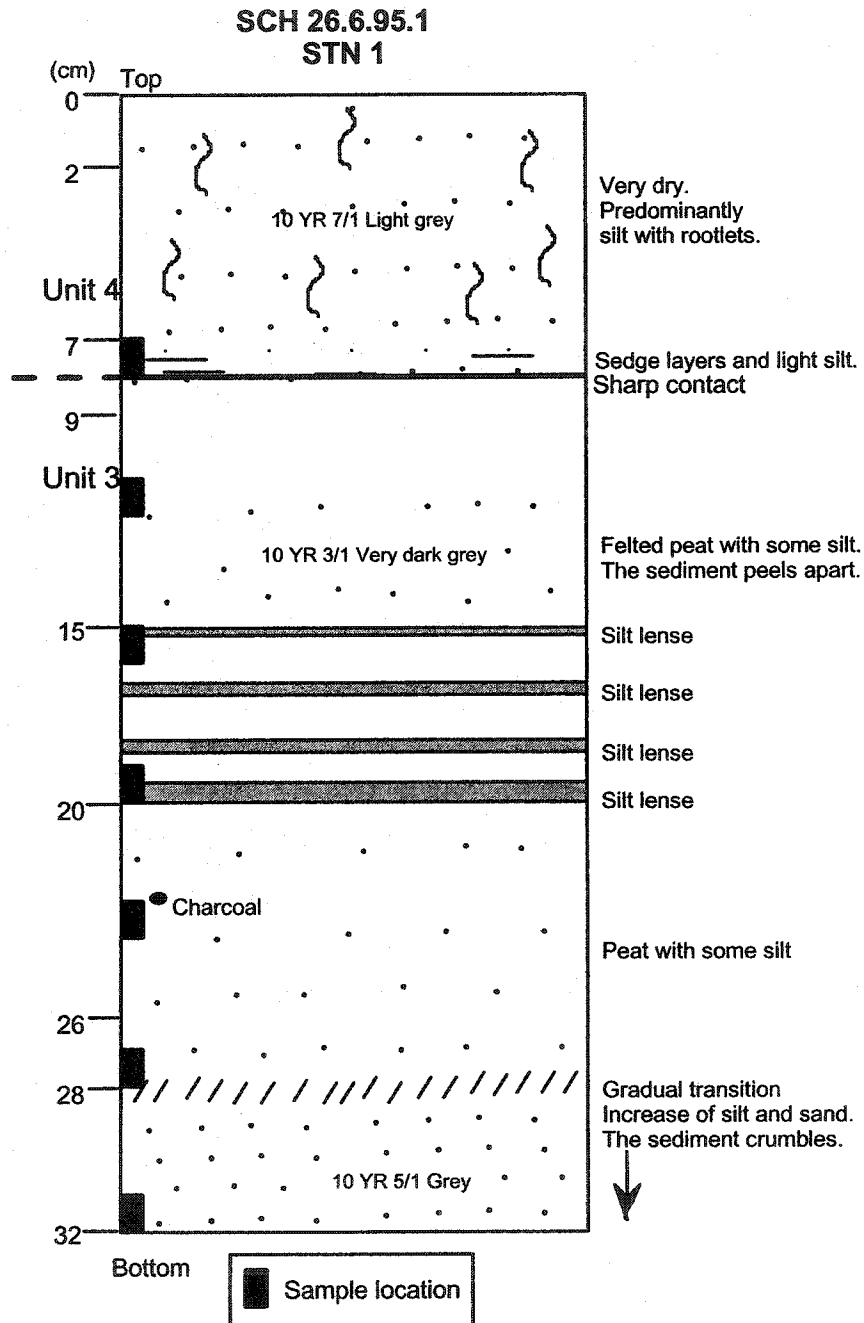 SCH 26.6.95.1
STN 1
(cm)
Top
0
2
Very dry.
Predominantly
silt with rootlets.
10 YR 7/1 Light grey
Unit 4
7
Sedge layers and light silt.
Sharp contact
9
Unit 3
10 YR 3/1 Very dark grey
Felted peat with some silt.
The sediment peels apart.
15
Silt lense
Silt lense
Silt lense
20
Silt lense
Charcoal
Peat with some silt
26
28
Gradual transition
Increase of silt and sand.
The sediment crumbles.
10 YR 5/1 Grey
32
Bottom
Sample location